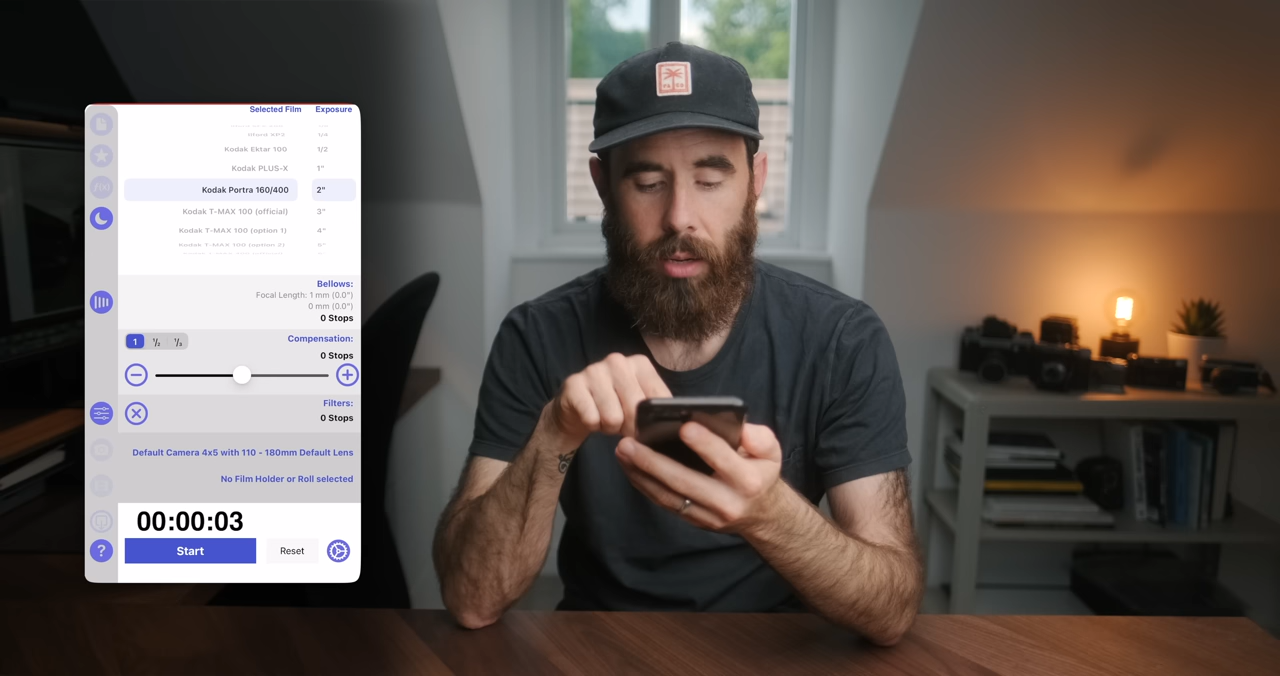 Selected Film Exposure
Ilford XP2 1/4
Kodak Ektar 100 1/2
Kodak PLUS-X 1"
Kodak Portra 160/400 2"
Kodak T-MAX 100 (official) 3"
Kodak T-MAX 100 (option 1) 4"
Kodak T-MAX 100 (option 2) 5"
Bellows:
Focal Length: 1 mm (0.0")
0 mm (0.0")
0 Stops
1 1/2 1/3
Compensation:
0 Stops
Filters:
0 Stops
Default Camera 4x5 with 110 - 180mm Default Lens
No Film Holder or Roll selected
00:00:03
Start Reset
?